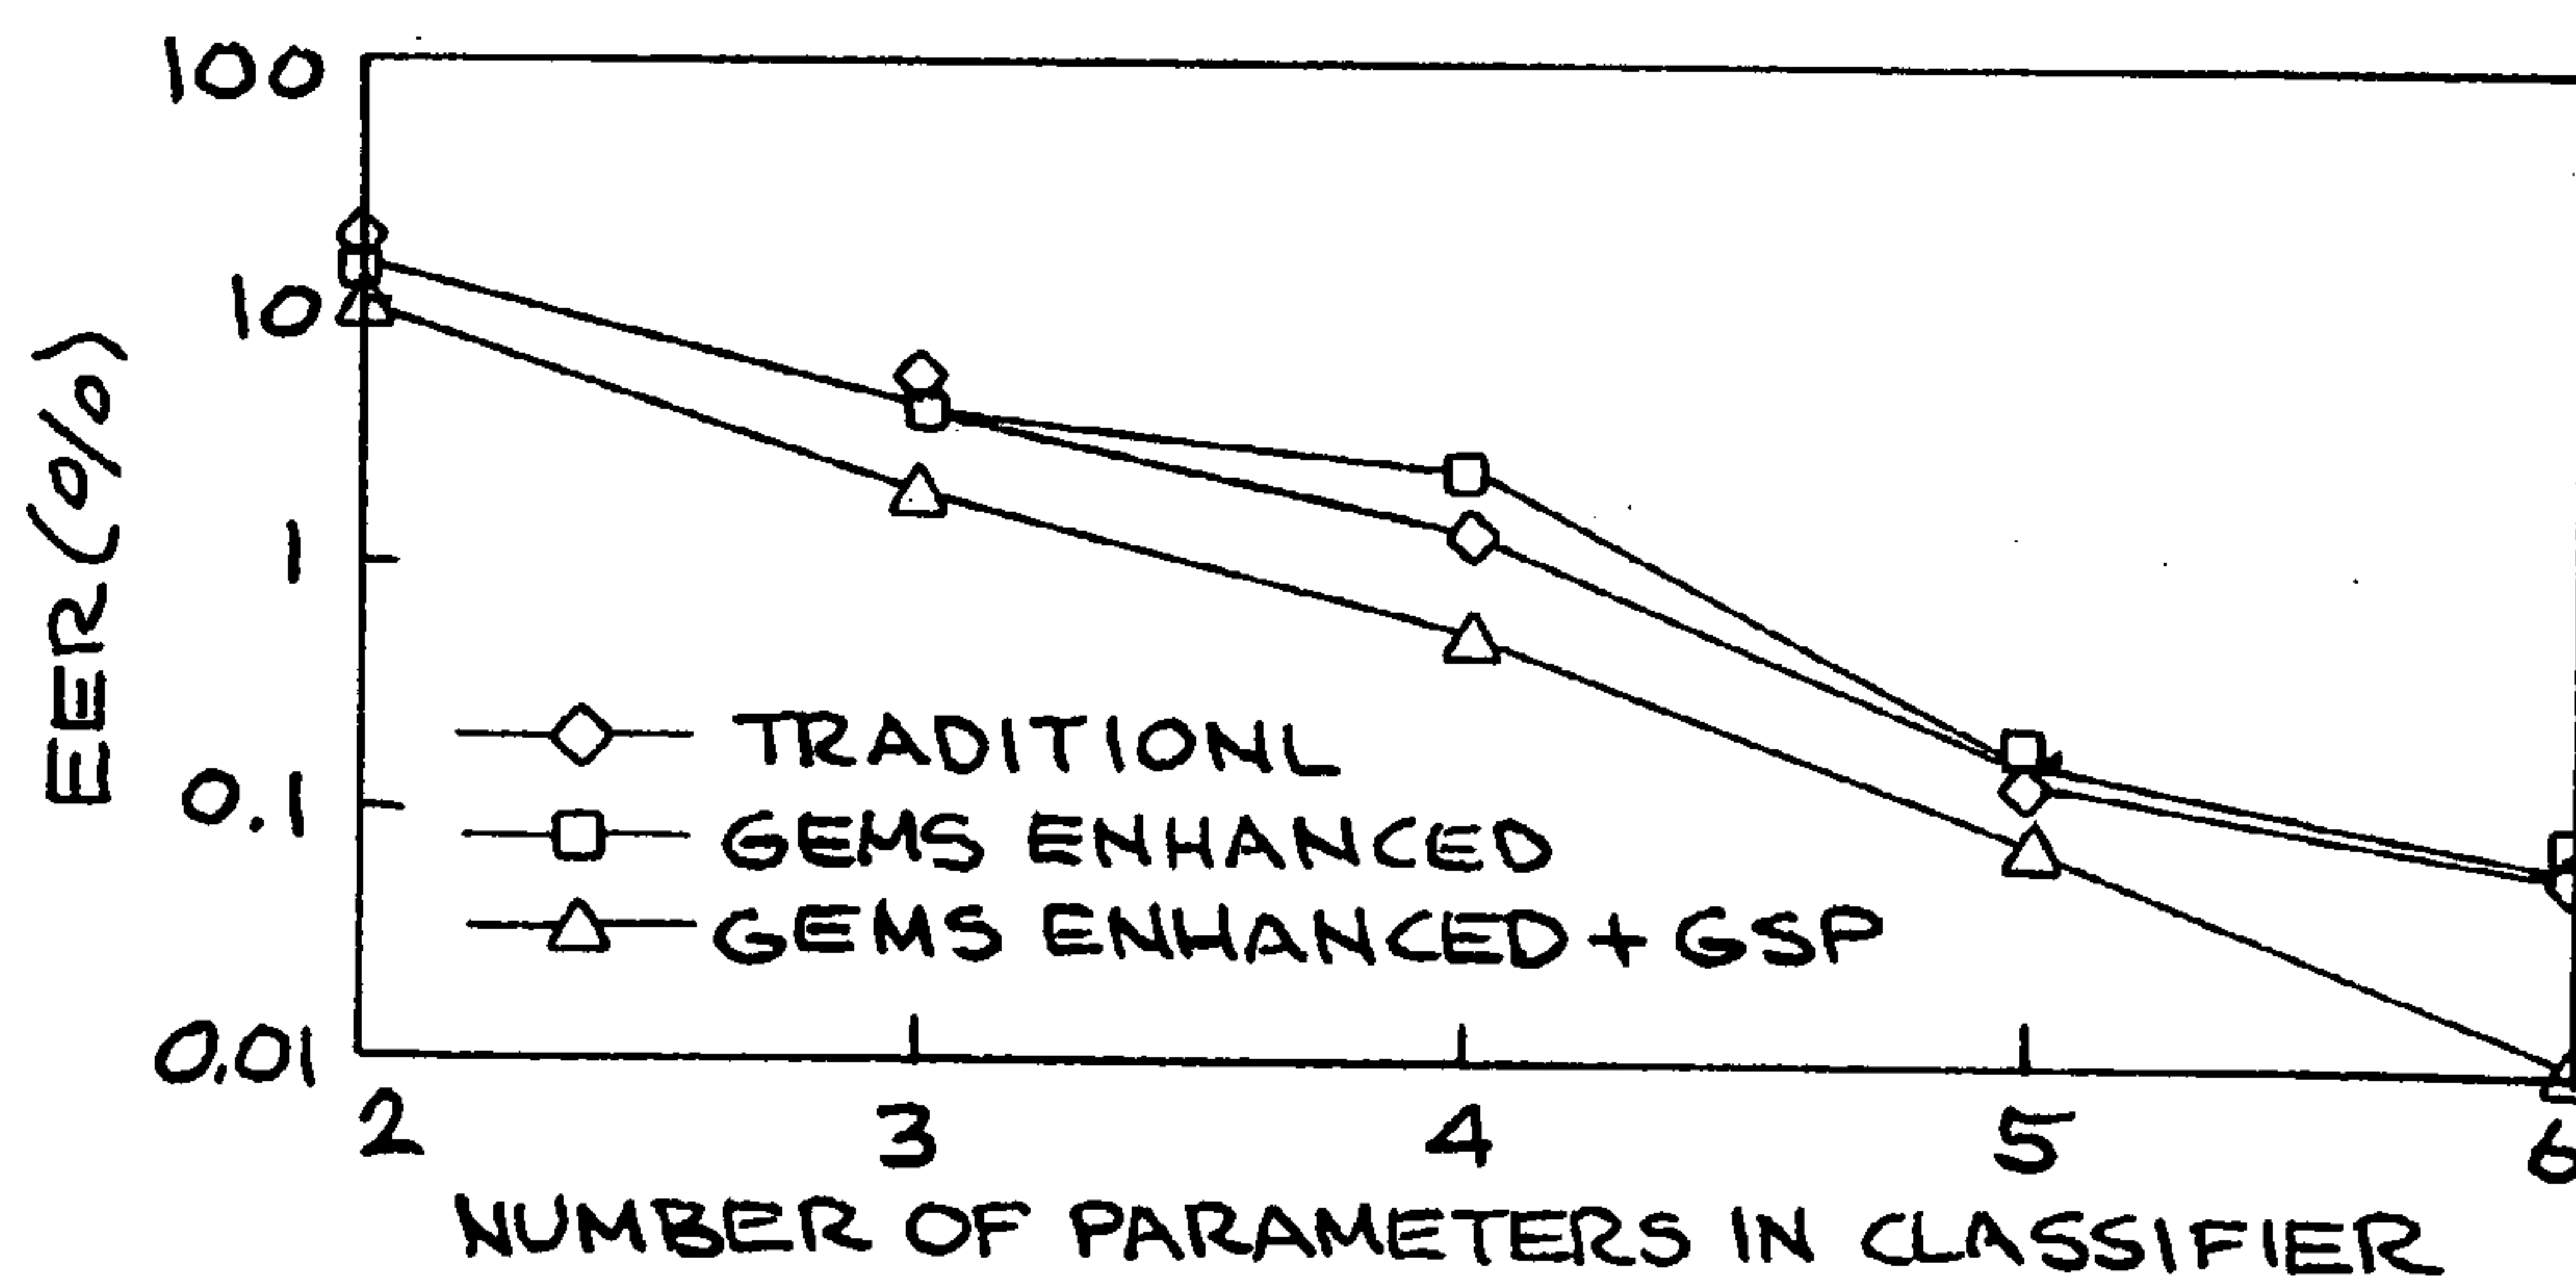 100
10
1
0.1
0.01
EER (%)
TRADITIONL
GEMS ENHANCED
GEMS ENHANCED + GSP
2 3 4 5 6
NUMBER OF PARAMETERS IN CLASSIFIER